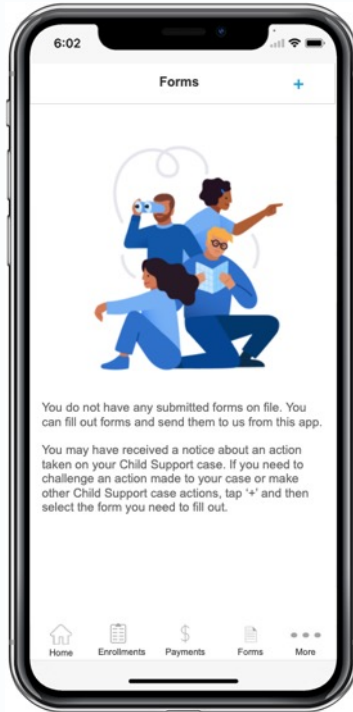 6:02
Forms
+
You do not have any submitted forms on file. You
can fill out forms and send them to us from this app.
You may have received a notice about an action
taken on your Child Support case. If you need to
challenge an action made to your case or make
other Child Support case actions, tap '+' and then
select the form you need to fill out.
Home Enrollments Payments Forms More